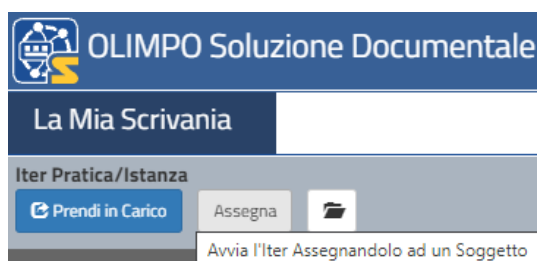 OLIMPO Soluzione Documentale
La Mia Scrivania
Iter Pratica/Istanza
Prendi in Carico Assegna
Avvia l'Iter Assegnandolo ad un Soggetto